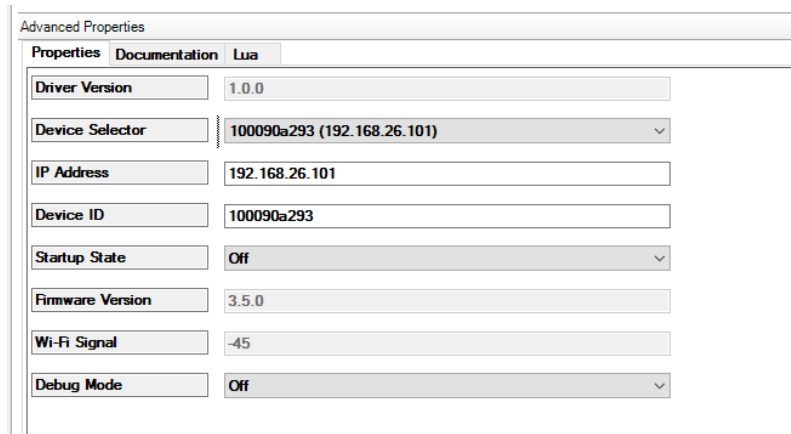 Advanced Properties
Properties Documentation Lua
Driver Version 1.0.0
Device Selector 100090a293 (192.168.26.101)
IP Address 192.168.26.101
Device ID 100090a293
Startup State Off
Firmware Version 3.5.0
Wi-Fi Signal -45
Debug Mode Off